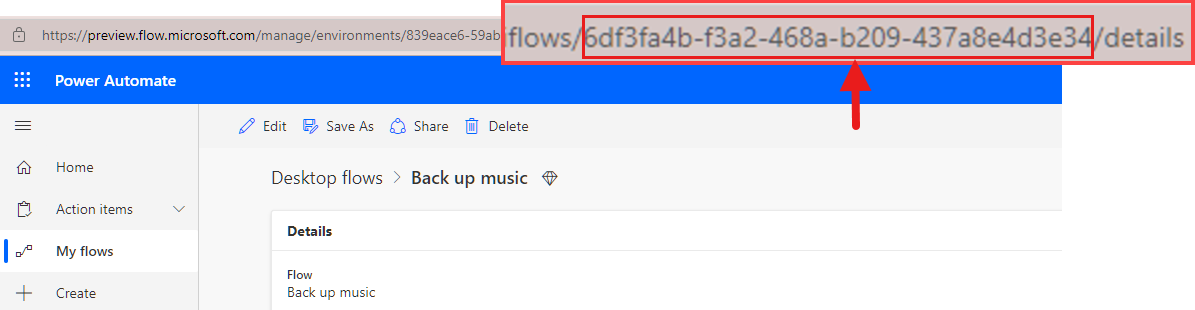 https://preview.flow.microsoft.com/manage/environments/839eace6-59ab
flows/6df3fa4b-f3a2-468a-b209-437a8e4d3e34/details
Power Automate
Edit Save As Share Delete
Home
Desktop flows > Back up music
Action items
Details
My flows
Flow
Back up music
Create